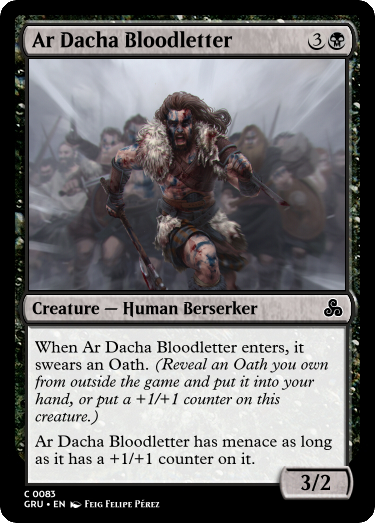 Ar Dacha Bloodletter 3
Creature — Human Berserker
When Ar Dacha Bloodletter enters, it
swears an Oath. (Reveal an Oath you own
from outside the game and put it into your
hand, or put a +1/+1 counter on this
creature.)
Ar Dacha Bloodletter has menace as long
as it has a +1/+1 counter on it.
3/2
C 0083
GRU • EN Feig Felipe Pérez